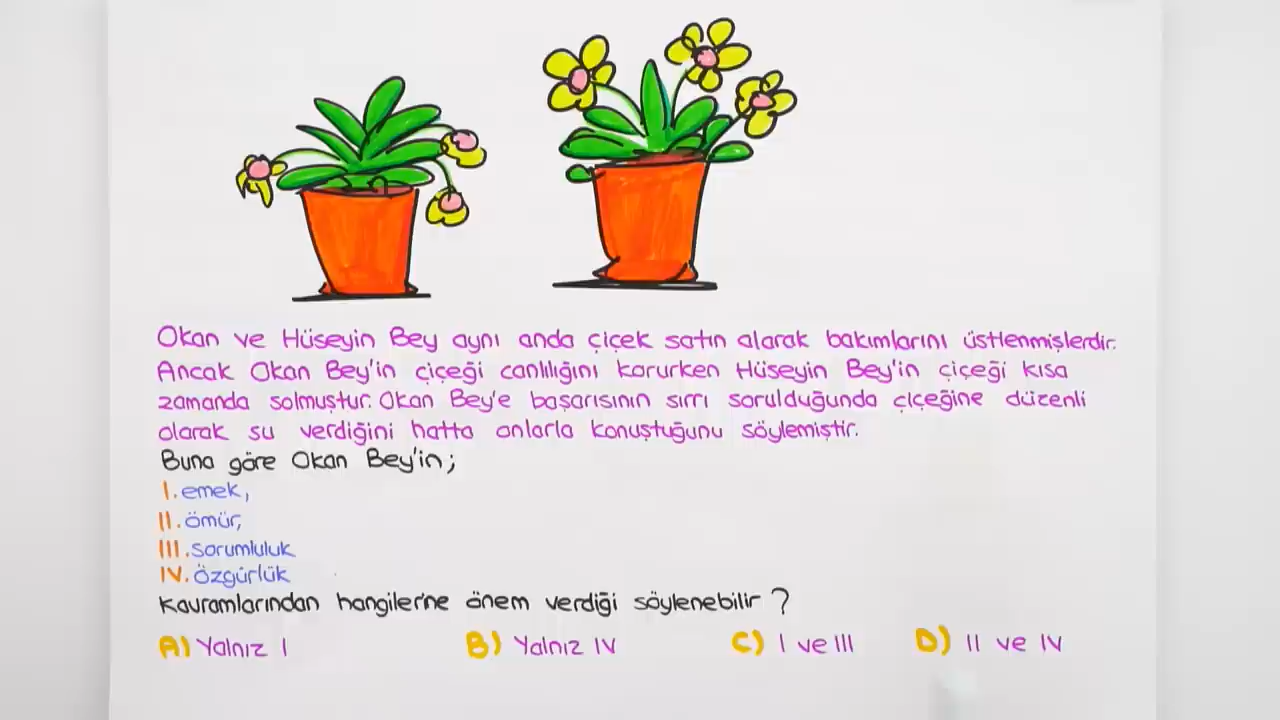 Okan ve Hüseyin Bey aynı anda çiçek satın alarak bakımlarını üstlenmişlerdir.
Ancak Okan Bey'in çiçeği canlılığını korurken Hüseyin Bey'in çiçeği kısa
zamanda solmuştur. Okan Bey'e başarısının sırrı sorulduğunda çiçeğine düzenli
olarak su verdiğini hatta onlarla konuştuğunu söylemiştir.
Buna göre Okan Bey'in;
I. emek,
II. ömür,
III. sorumluluk
IV. özgürlük
kavramlarından hangilerine önem verdiği söylenebilir?
A) Yalnız I B) Yalnız IV C) I ve III D) II ve IV